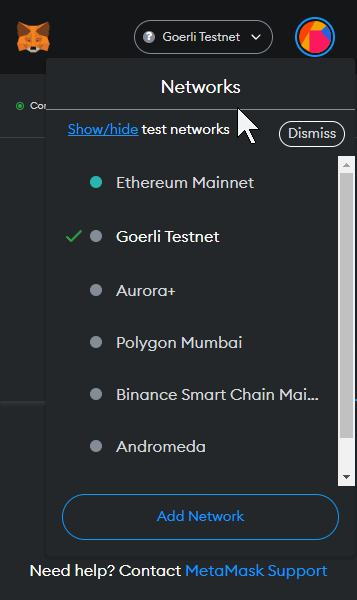 Goerli Testnet
Networks
Show/hide test networks
Dismiss
Ethereum Mainnet
Goerli Testnet
Aurora+
Polygon Mumbai
Binance Smart Chain Mai...
Andromeda
Add Network
Need help? Contact MetaMask Support